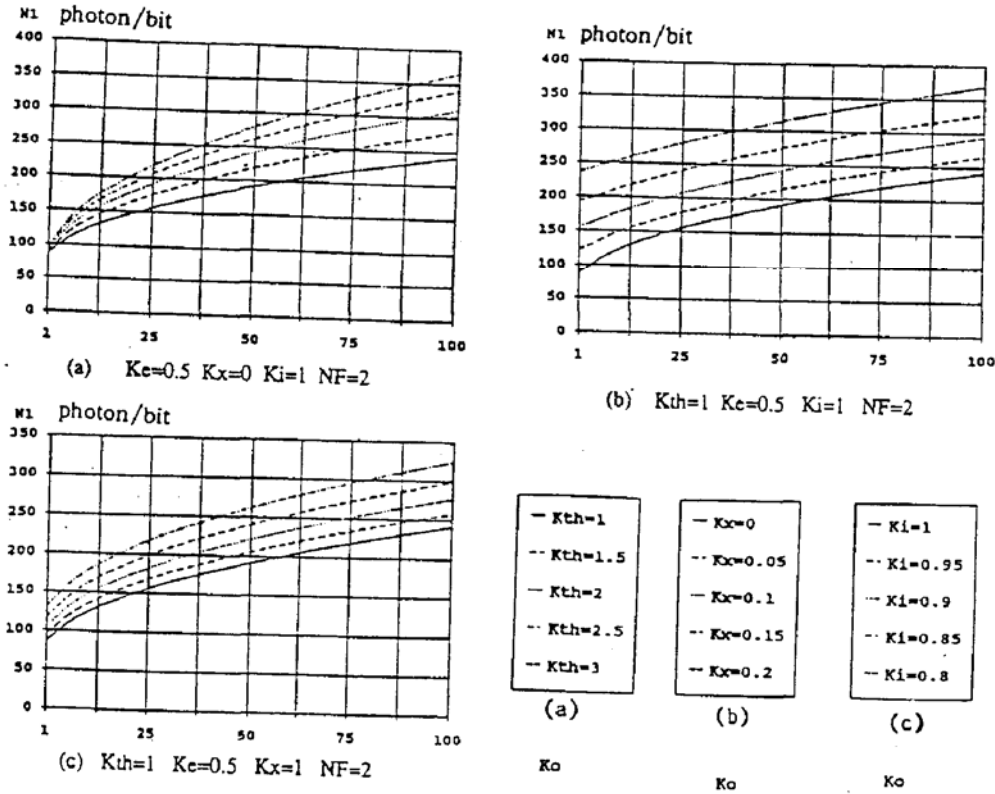 N1 photon/bit
400
350
300
250
200
150
100
50
0
1 25 50 75 100
(a) Ke=0.5 Kx=0 Ki=1 NF=2
N1 photon/bit
400
350
300
250
200
150
100
50
0
1 25 50 75 100
(b) Kth=1 Ke=0.5 Ki=1 NF=2
N1 photon/bit
350
300
250
200
150
100
50
0
1 25 50 75 100
(c) Kth=1 Ke=0.5 Kx=1 NF=2
Kth=1
Kth=1.5
Kth=2
Kth=2.5
Kth=3
(a)
Ko
Kx=0
Kx=0.05
Kx=0.1
Kx=0.15
Kx=0.2
(b)
Ko
Ki=1
Ki=0.95
Ki=0.9
Ki=0.85
Ki=0.8
(c)
Ko